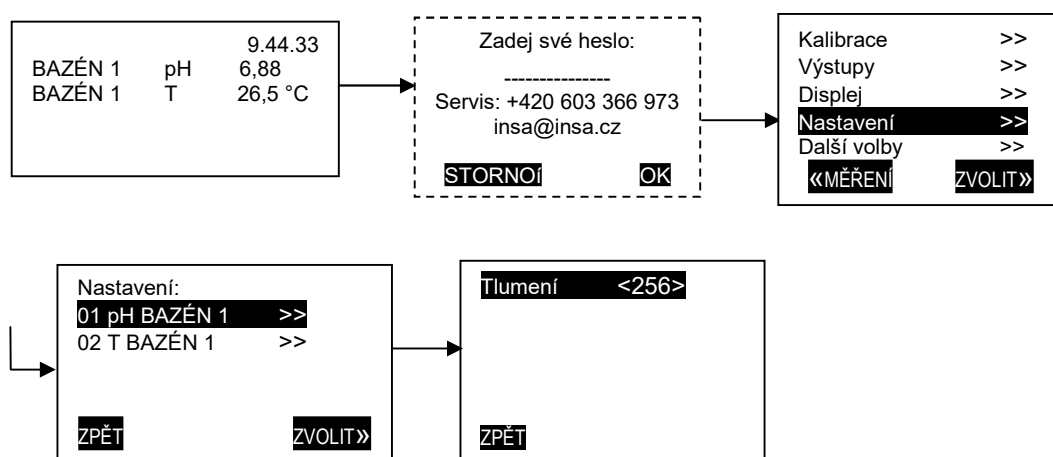 9.44.33
BAZÉN 1 pH 6,88
BAZÉN 1 T 26,5 °C
Zadej své heslo:
---------------
Servis: +420 603 366 973
insa@insa.cz
STORNOí OK
Kalibrace >>
Výstupy >>
Displej >>
Nastavení >>
Další volby >>
«MĚŘENÍ ZVOLIT»
Nastavení:
01 pH BAZÉN 1 >>
02 T BAZÉN 1 >>
ZPĚT ZVOLIT»
Tlumení <256>
ZPĚT